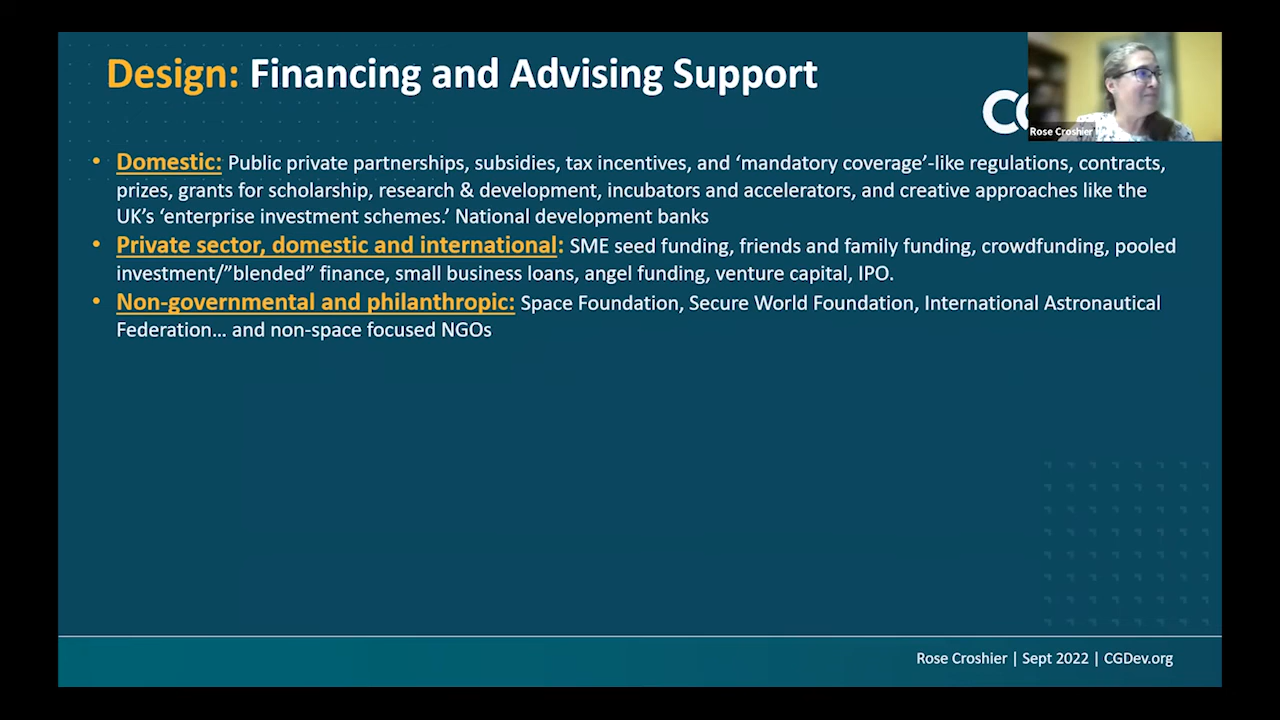 Design: Financing and Advising Support
CG
Rose Croshier
• Domestic: Public private partnerships, subsidies, tax incentives, and ‘mandatory coverage’-like regulations, contracts,
prizes, grants for scholarship, research & development, incubators and accelerators, and creative approaches like the
UK’s ‘enterprise investment schemes.’ National development banks
• Private sector, domestic and international: SME seed funding, friends and family funding, crowdfunding, pooled
investment/”blended” finance, small business loans, angel funding, venture capital, IPO.
• Non-governmental and philanthropic: Space Foundation, Secure World Foundation, International Astronautical
Federation… and non-space focused NGOs
Rose Croshier | Sept 2022 | CGDev.org